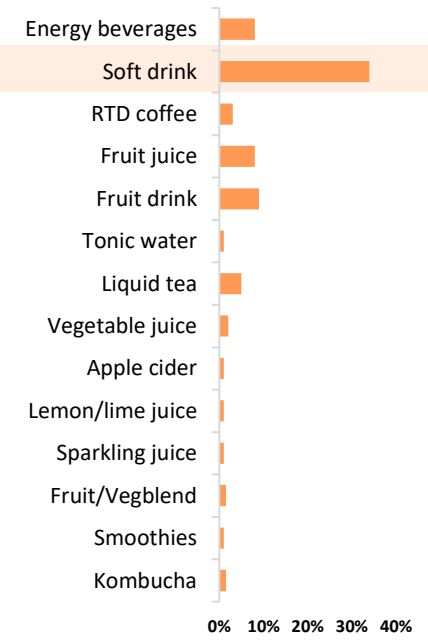 Energy beverages
Soft drink
RTD coffee
Fruit juice
Fruit drink
Tonic water
Liquid tea
Vegetable juice
Apple cider
Lemon/lime juice
Sparkling juice
Fruit/Vegblend
Smoothies
Kombucha
0% 10% 20% 30% 40%